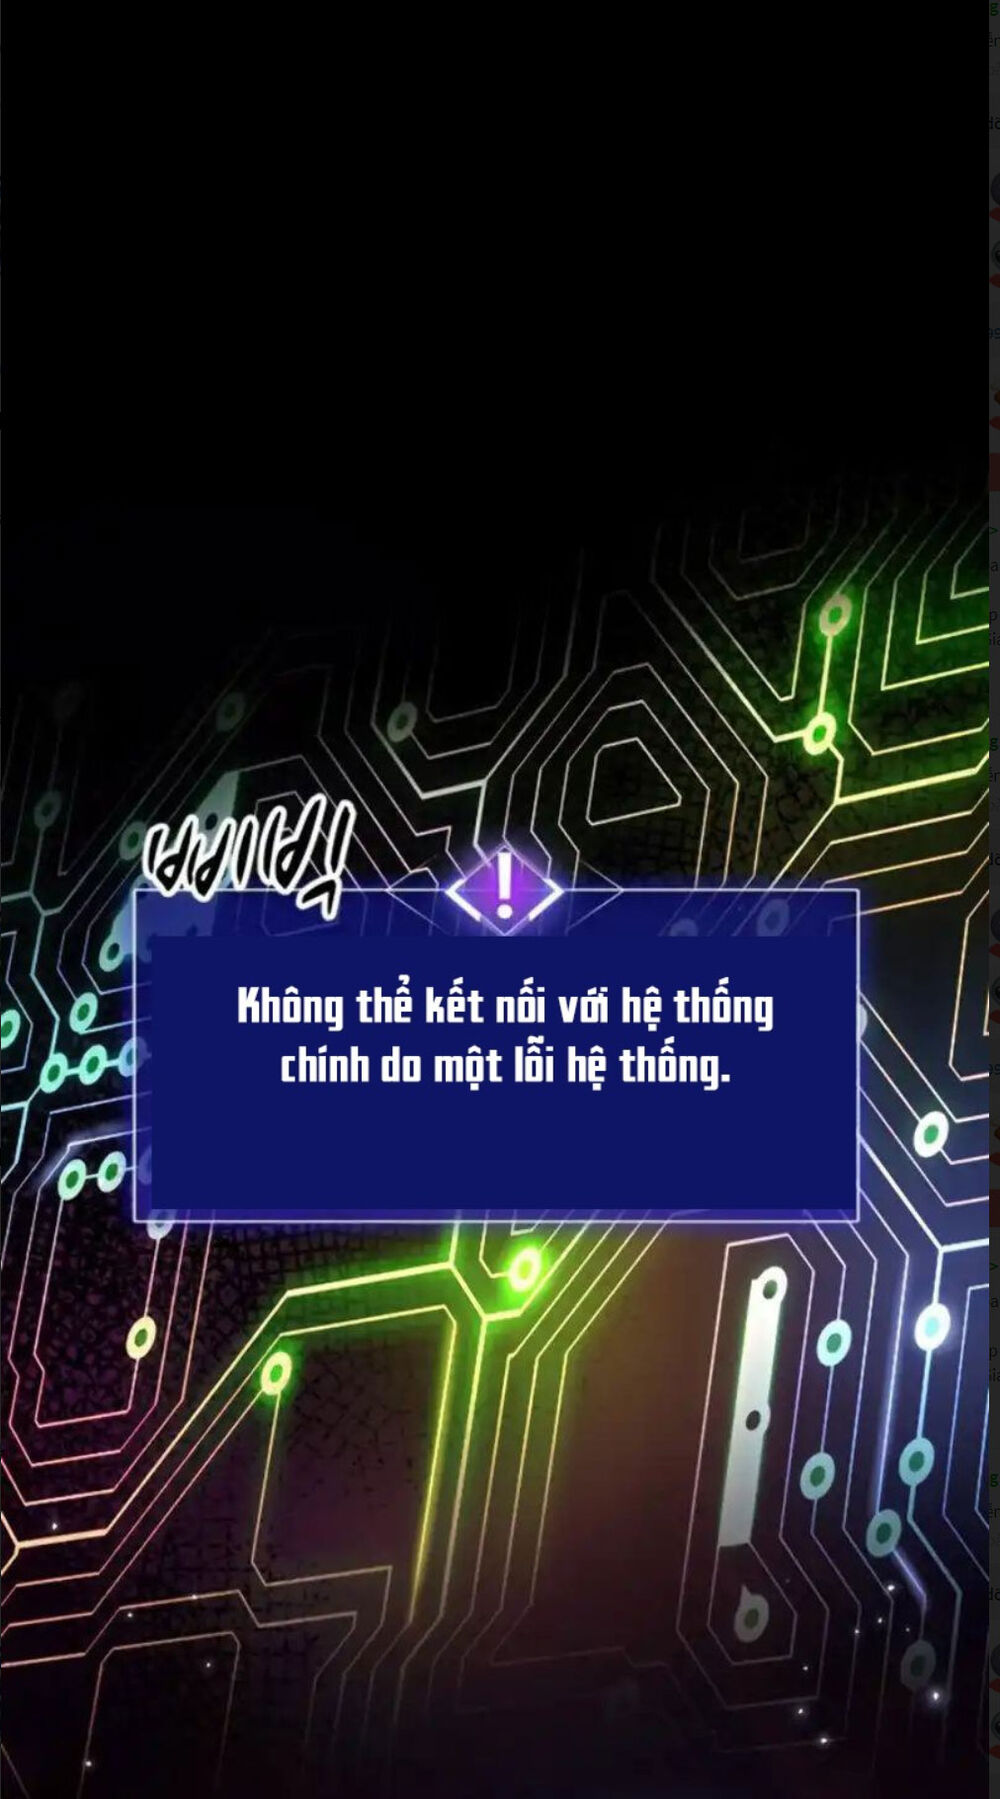 !
Không thể kết nối với hệ thống
chính do một lỗi hệ thống.